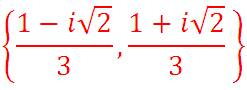 {(1 − i√2)/3, (1 + i√2)/3}